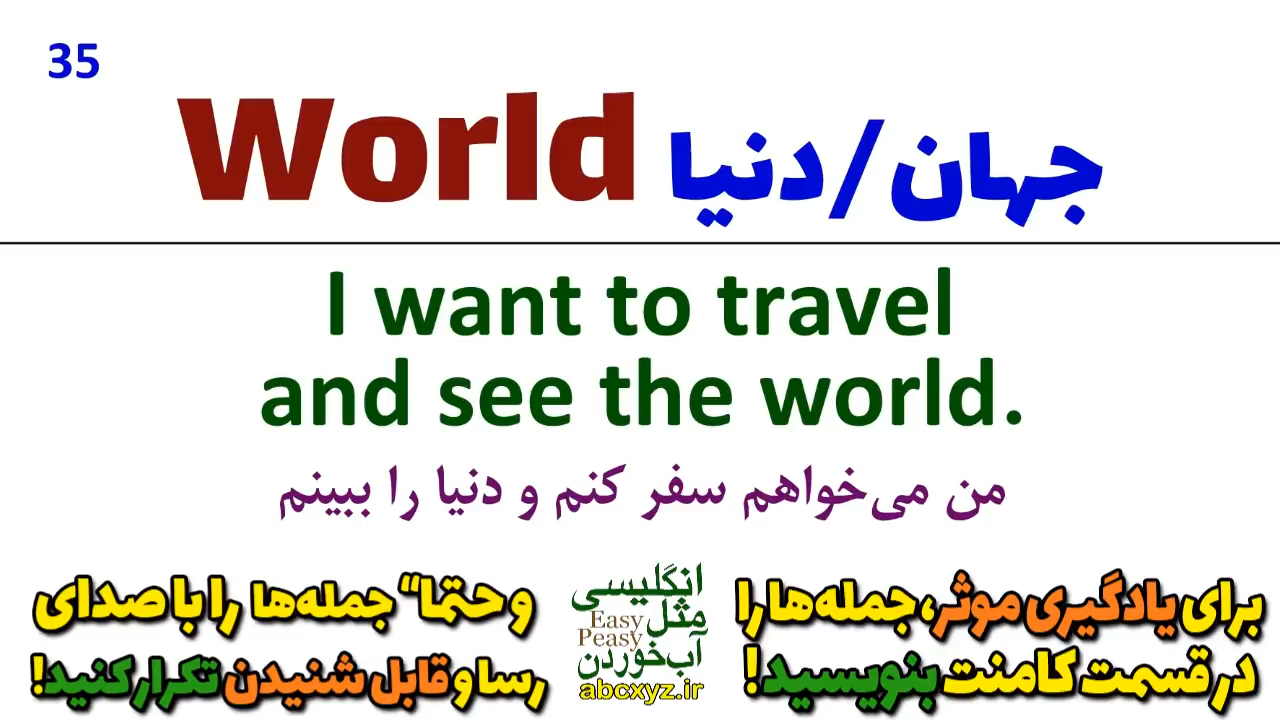 35
World جهان/دنیا
I want to travel
and see the world.
من می‌خواهم سفر کنم و دنیا را ببینم
برای یادگیری موثر، جمله‌ها را
در قسمت کامنت بنویسید!
انگلیسی
مثل
Easy
Peasy
آب خوردن
abcxyz.ir
و حتما“ جمله‌ها را با صدای
رسا و قابل شنیدن تکرار کنید!